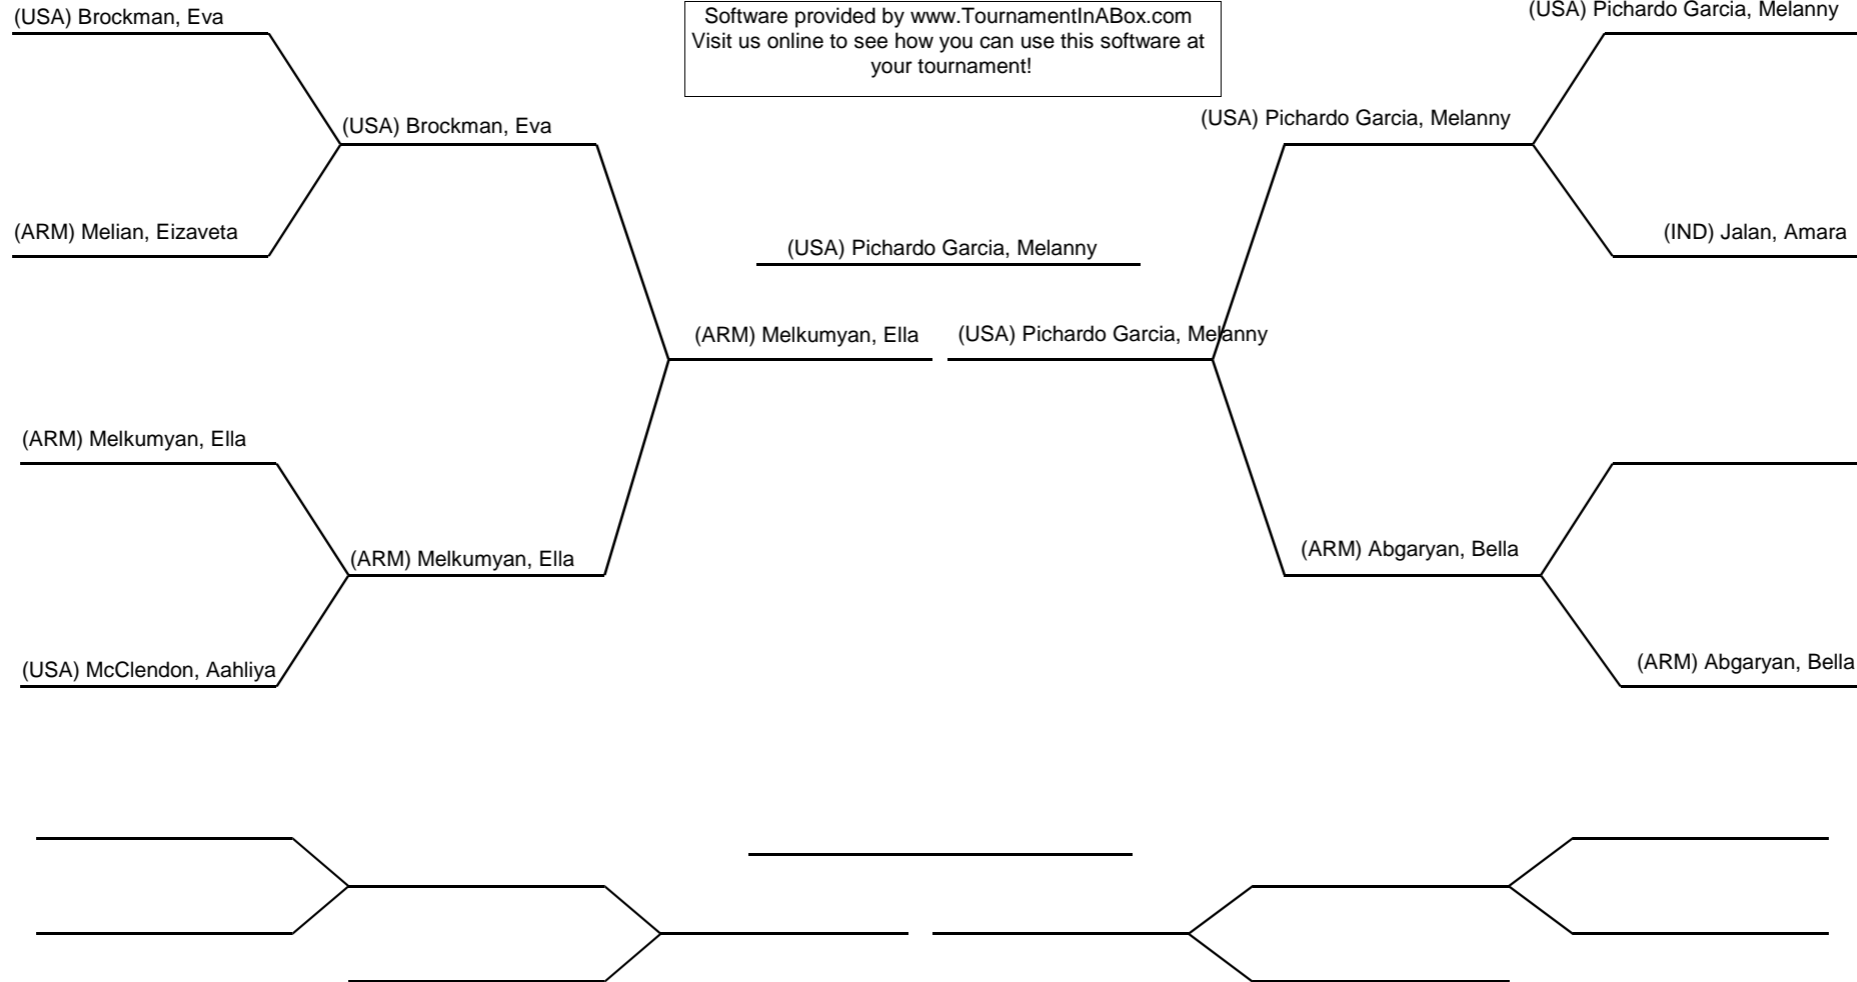 (USA) Brockman, Eva
Software provided by www.TournamentInABox.com
Visit us online to see how you can use this software at
your tournament!
(USA) Pichardo Garcia, Melanny
(USA) Brockman, Eva
(USA) Pichardo Garcia, Melanny
(ARM) Melian, Eizaveta
(USA) Pichardo Garcia, Melanny
(IND) Jalan, Amara
(ARM) Melkumyan, Ella
(USA) Pichardo Garcia, Melanny
(ARM) Melkumyan, Ella
(ARM) Melkumyan, Ella
(ARM) Abgaryan, Bella
(USA) McClendon, Aahliya
(ARM) Abgaryan, Bella